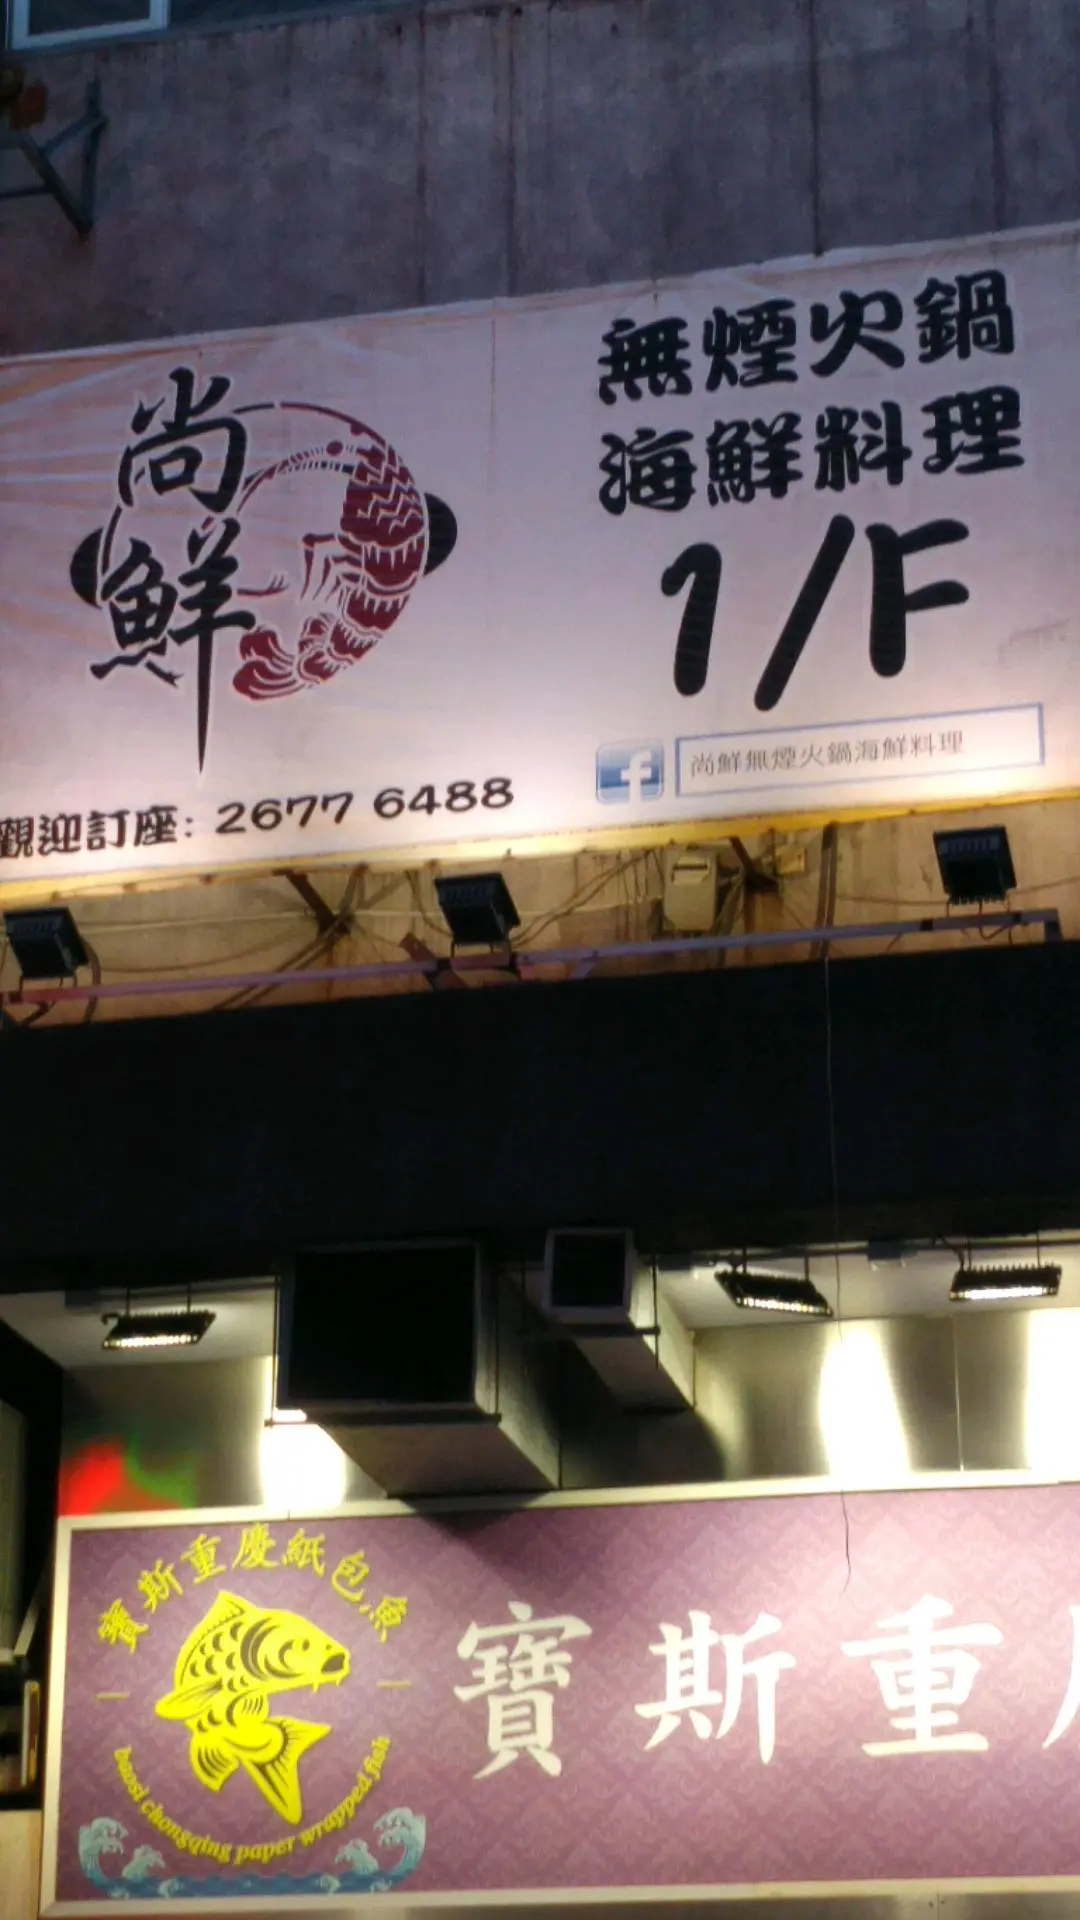 尚鮮
無煙火鍋
海鮮料理
1/F
尚鮮無煙火鍋海鮮料理
觀迎訂座: 2677 6488
寶斯重慶紙包魚
baosi chongqing paper wrapped fish
寶斯重